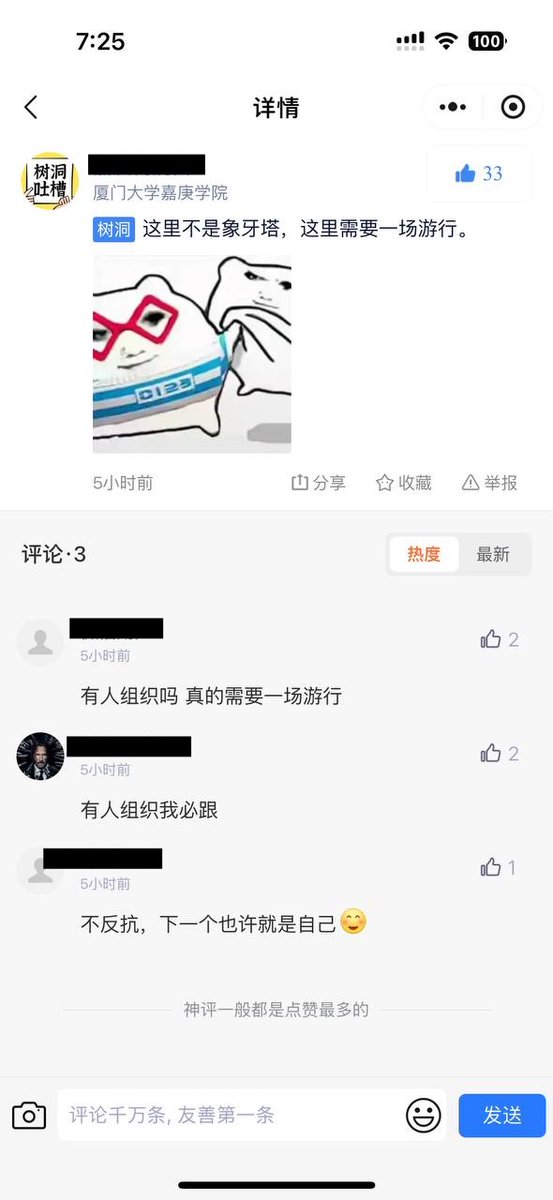 7:25
100
详情
树洞
吐槽
33
厦门大学嘉庚学院
树洞 这里不是象牙塔，这里需要一场游行。
0123
5小时前 分享 收藏 举报
评论·3 热度 最新
2
5小时前
有人组织吗 真的需要一场游行
2
5小时前
有人组织我必跟
1
5小时前
不反抗，下一个也许就是自己😊
神评一般都是点赞最多的
评论千万条, 友善第一条 发送